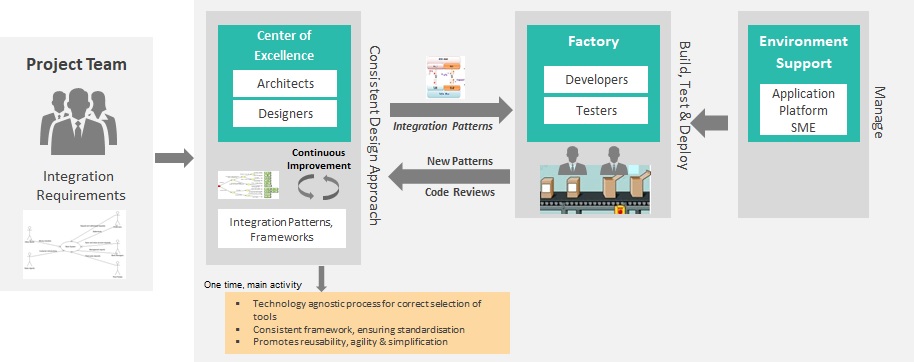 Project Team
Integration
Requirements
Center of
Excellence
Architects
Designers
Continuous
Improvement
Integration Patterns,
Frameworks
Consistent Design Approach
Integration Patterns
New Patterns
Code Reviews
Factory
Developers
Testers
Build, Test & Deploy
Environment
Support
Application
Platform
SME
Manage
One time, main activity
▪ Technology agnostic process for correct selection of
tools
▪ Consistent framework, ensuring standardisation
▪ Promotes reusability, agility & simplification